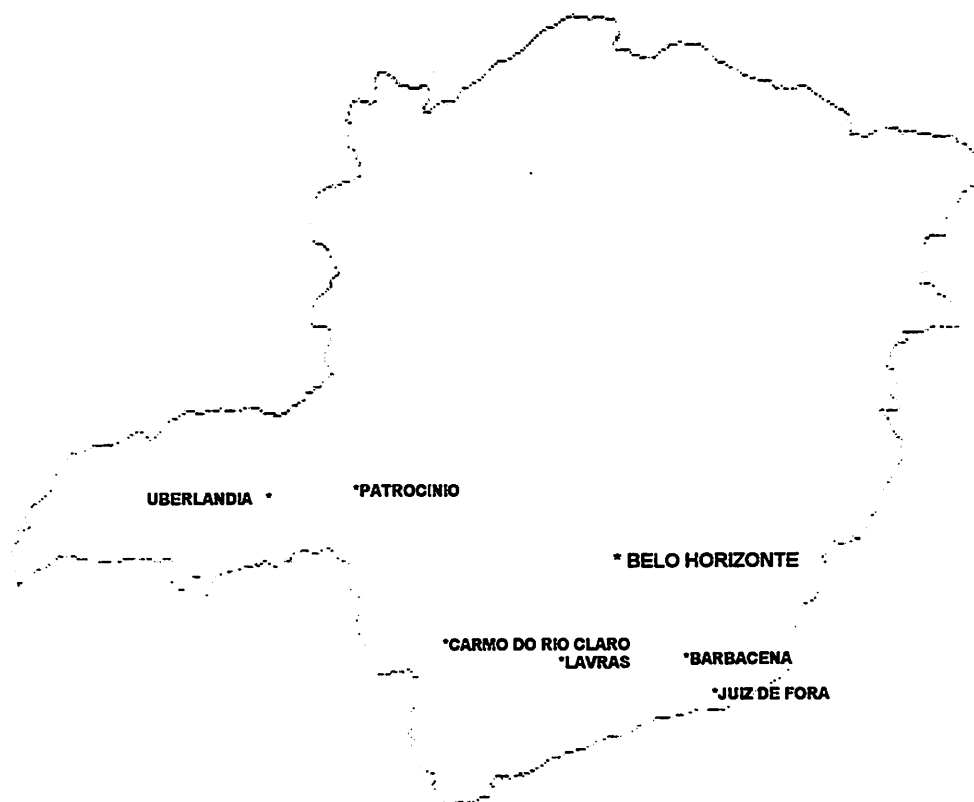 UBERLANDIA *
*PATROCINIO
* BELO HORIZONTE
*CARMO DO RIO CLARO
*LAVRAS
*BARBACENA
*JUIZ DE FORA